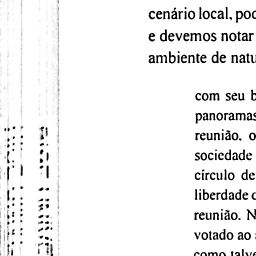 cenário local, poc
e devemos notar
ambiente de natu
com seu b
panoramas
reunião, o
sociedade
círculo de
liberdade d
reunião. N
votado ao a
como talve